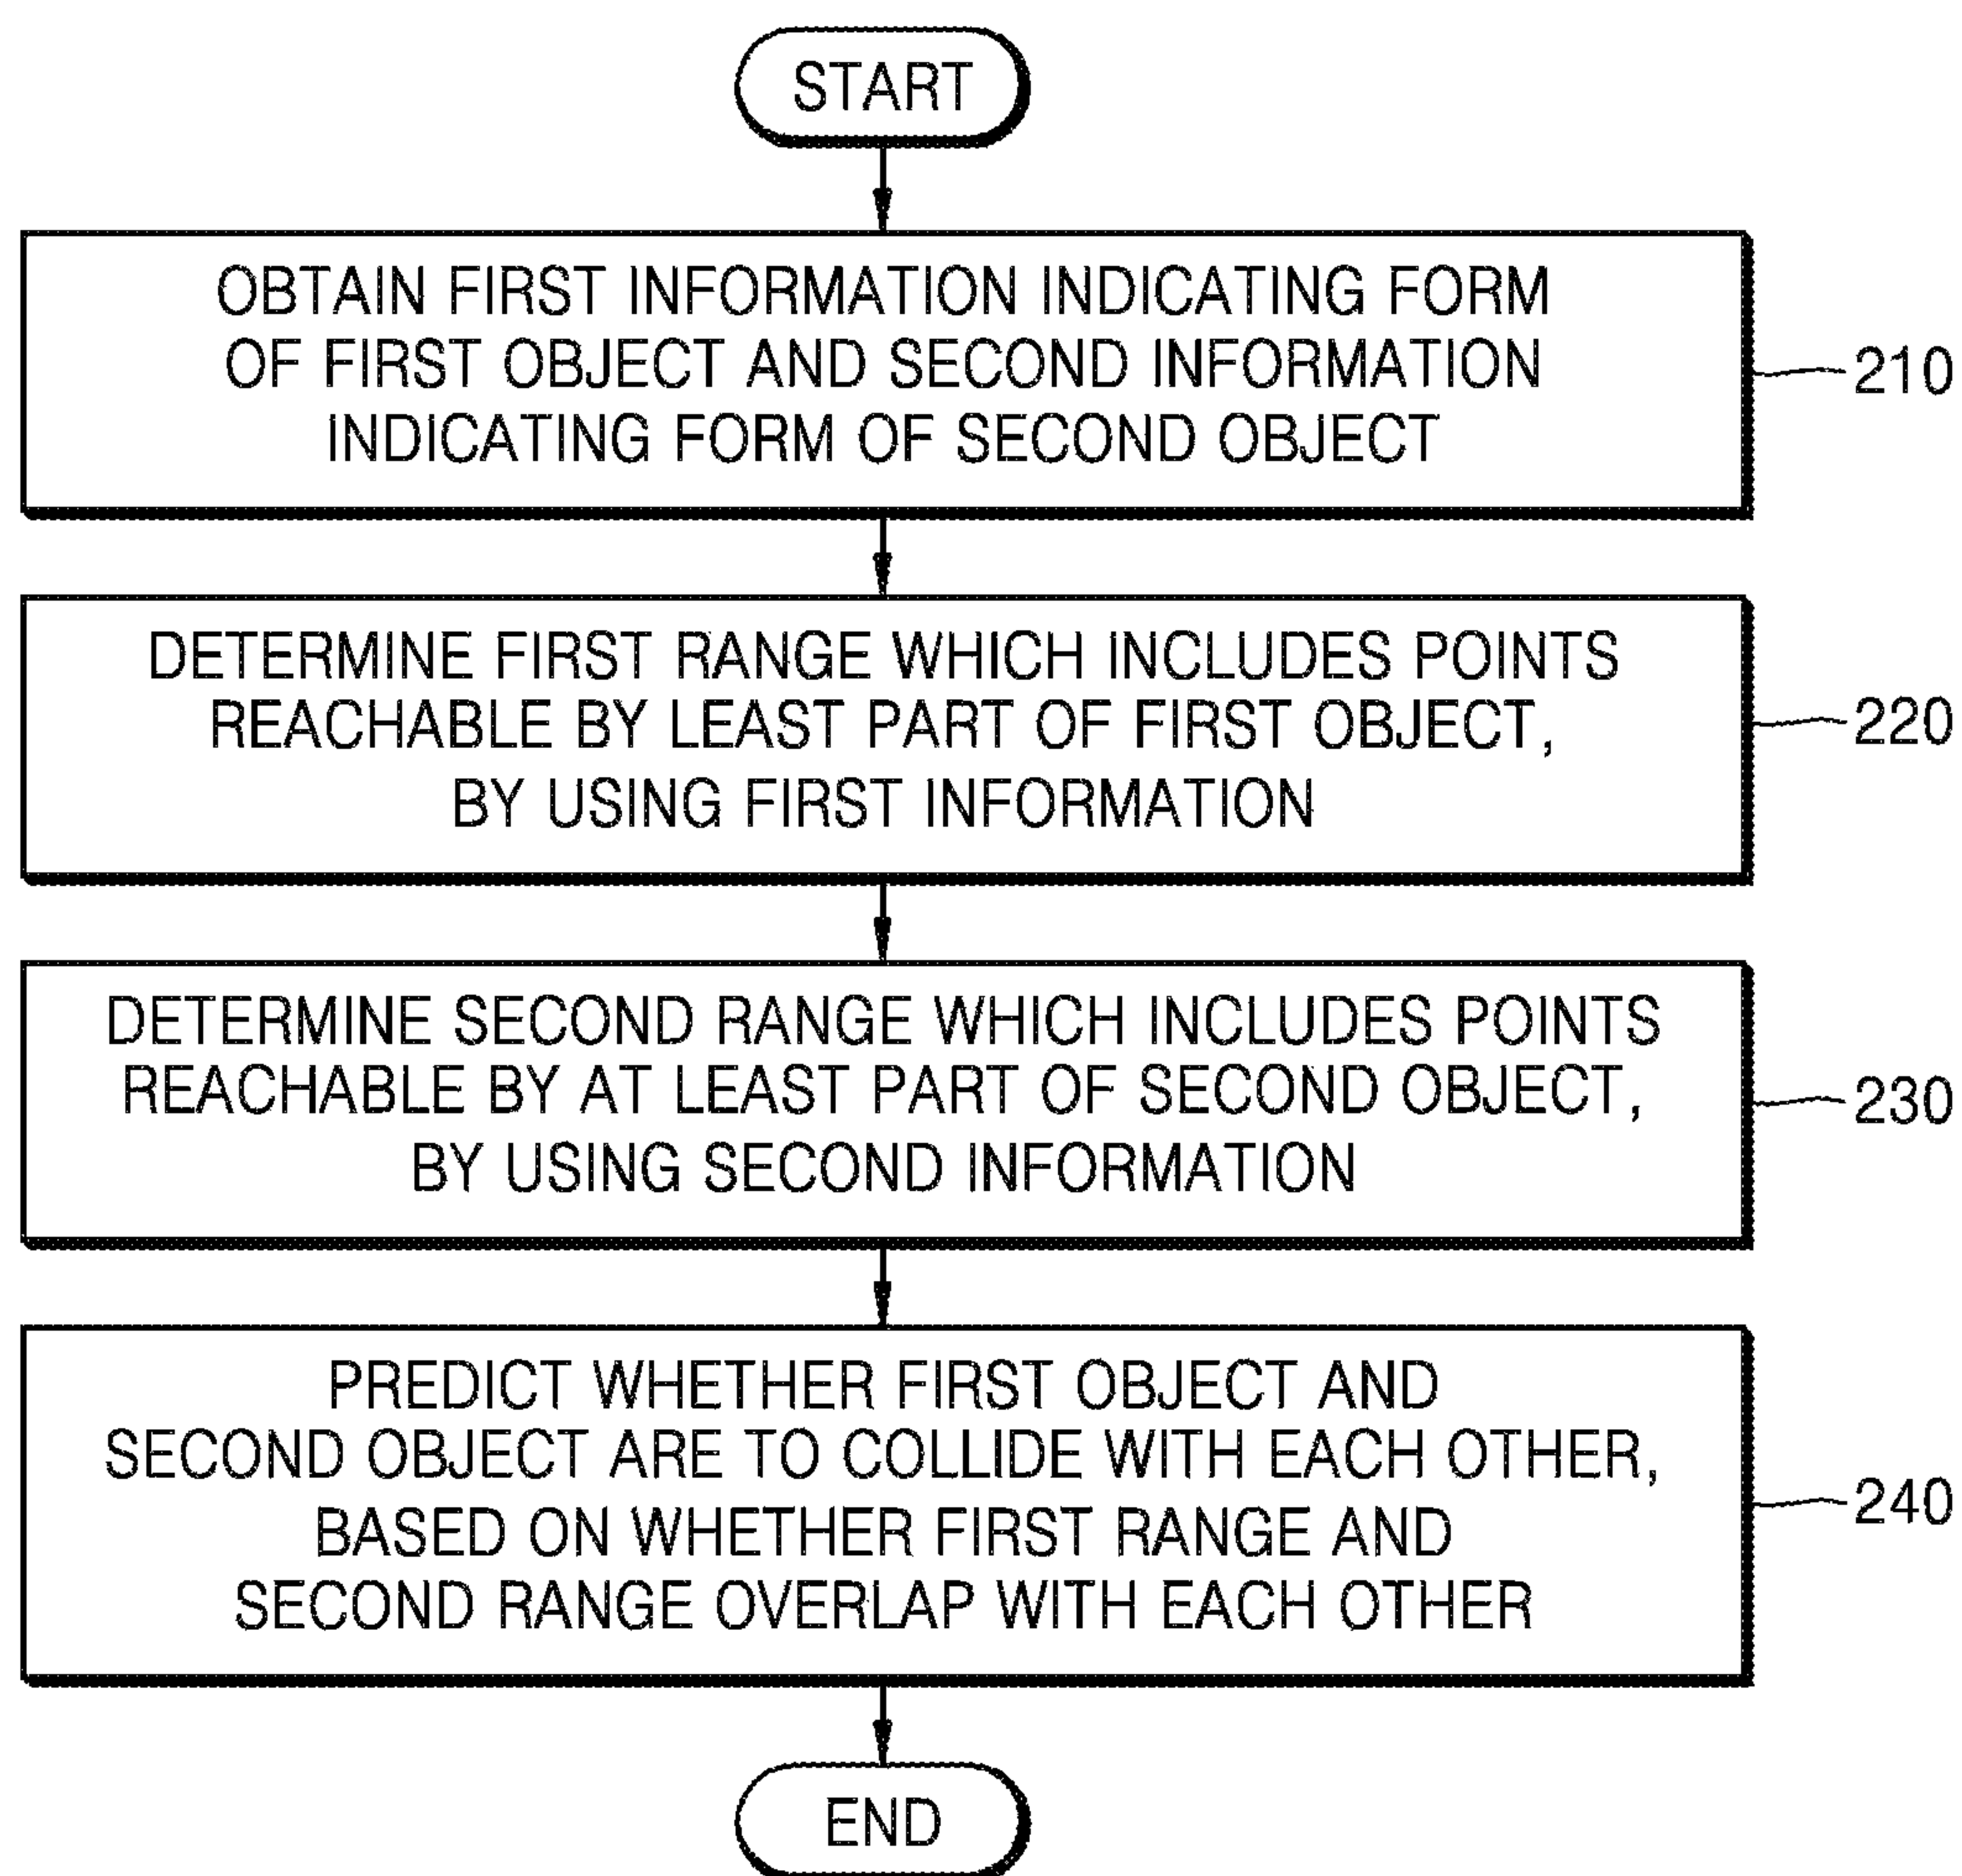 START
OBTAIN FIRST INFORMATION INDICATING FORM
OF FIRST OBJECT AND SECOND INFORMATION
INDICATING FORM OF SECOND OBJECT
210
DETERMINE FIRST RANGE WHICH INCLUDES POINTS
REACHABLE BY LEAST PART OF FIRST OBJECT,
BY USING FIRST INFORMATION
220
DETERMINE SECOND RANGE WHICH INCLUDES POINTS
REACHABLE BY AT LEAST PART OF SECOND OBJECT,
BY USING SECOND INFORMATION
230
PREDICT WHETHER FIRST OBJECT AND
SECOND OBJECT ARE TO COLLIDE WITH EACH OTHER,
BASED ON WHETHER FIRST RANGE AND
SECOND RANGE OVERLAP WITH EACH OTHER
240
END